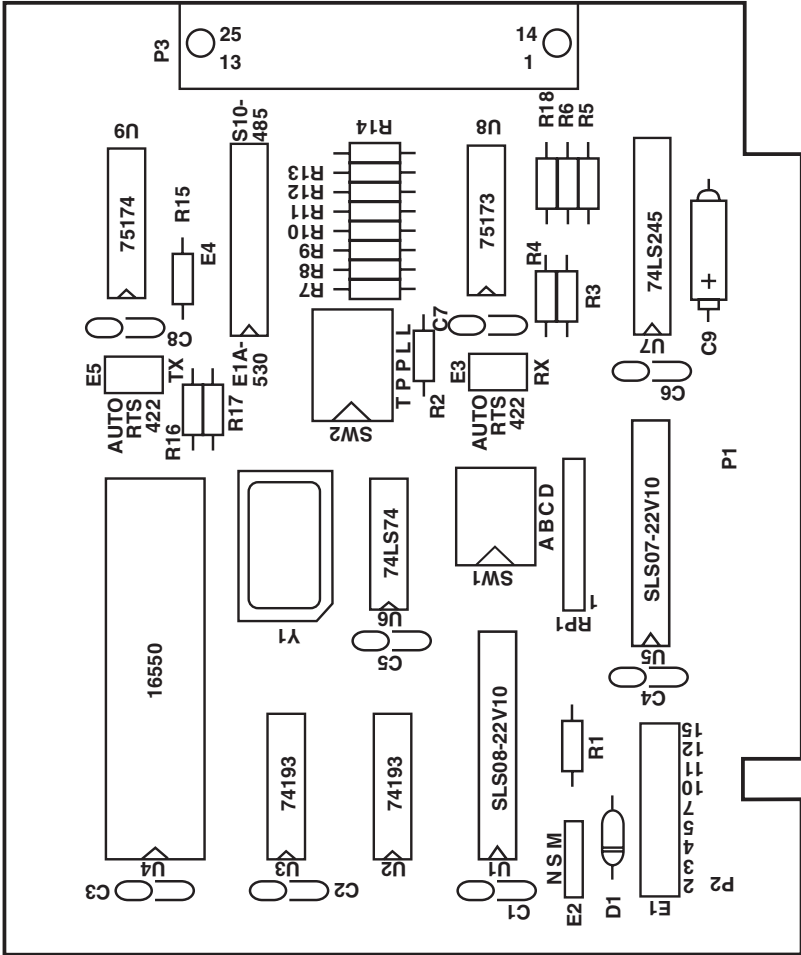 P3
25
13
14
1
U9
S10-
485
R14
U8
R18
R6
R5
75174
R15
E4
R13
R12
R11
R10
R9
R8
R7
75173
R4
R3
74LS245
C9
C8
C7
U7
C6
E5
TX
AUTO
RTS
422
R16
R17
E1A-
530
SW2
T P P L L
R2
E3
RX
AUTO
RTS
422
P1
16550
Y1
74LS74
U6
C5
SW1
A B C D
RP1
1
SLS07-22V10
U5
C4
74193
74193
SLS08-22V10
R1
15
12
11
10
7
5
4
3
2
U4
U3
U2
U1
N S M
C3
C2
C1
E2
D1
E1
P2